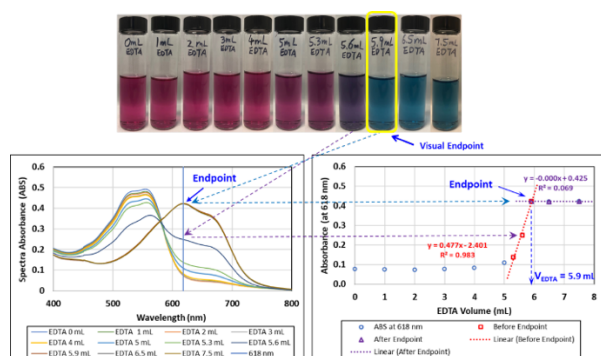 0mL
EDTA
1mL
EDTA
2mL
EDTA
3mL
EDTA
4mL
EDTA
5mL
EDTA
5.3mL
EDTA
5.6mL
EDTA
5.9mL
EDTA
6.5mL
EDTA
7.5mL
EDTA
Visual Endpoint
Spectra Absorbance (ABS)
0.6
0.5
0.4
0.3
0.2
0.1
0
Endpoint
400
500
600
700
800
Wavelength (nm)
EDTA 0 mL
EDTA 1 mL
EDTA 2 mL
EDTA 3 mL
EDTA 4 mL
EDTA 5 mL
EDTA 5.3 mL
EDTA 5.6 mL
EDTA 5.9 mL
EDTA 6.5 mL
EDTA 7.5 mL
618 nm
Absorbance (at 618 nm)
0.6
0.5
0.4
0.3
0.2
0.1
0
y = -0.000x + 0.425
R² = 0.069
Endpoint
y = 0.477x - 2.401
R² = 0.983
VEDTA = 5.9 mL
0
1
2
3
4
5
6
7
8
EDTA Volume (mL)
ABS at 618 nm
Before Endpoint
After Endpoint
Linear (Before Endpoint)
Linear (After Endpoint)